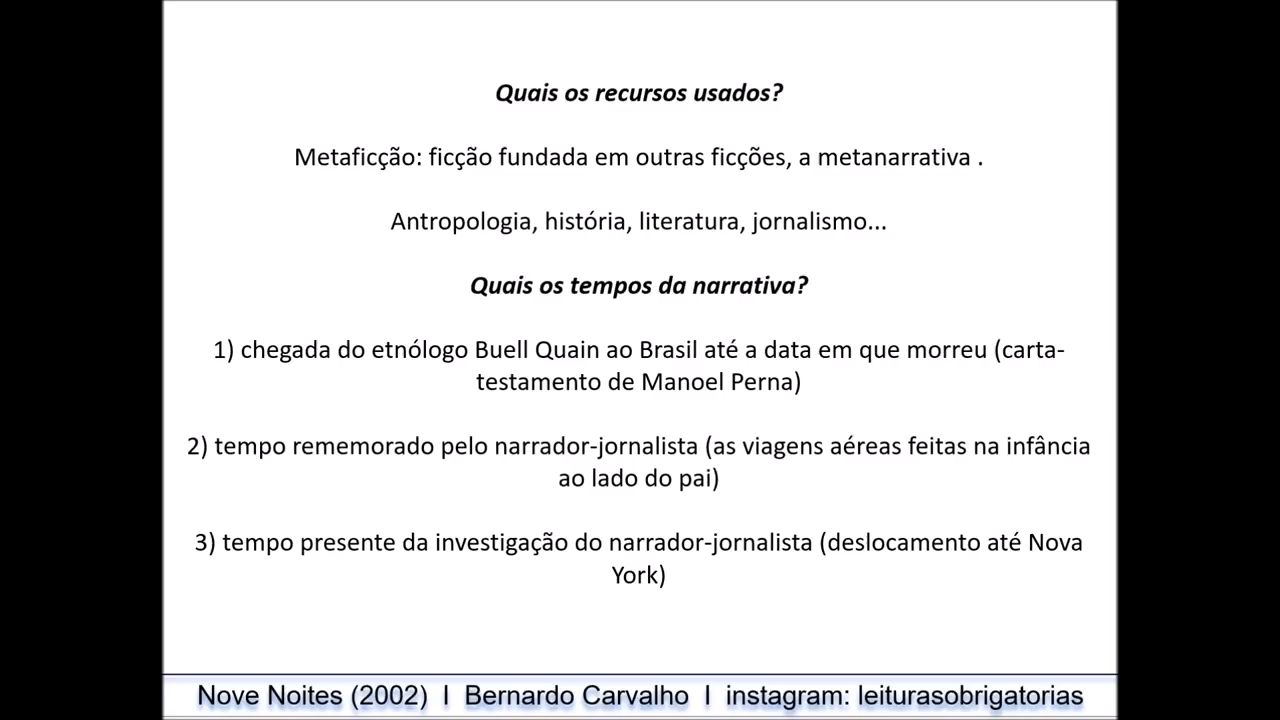 Quais os recursos usados?
Metaficção: ficção fundada em outras ficções, a metanarrativa .
Antropologia, história, literatura, jornalismo...
Quais os tempos da narrativa?
1) chegada do etnólogo Buell Quain ao Brasil até a data em que morreu (carta-
testamento de Manoel Perna)
2) tempo rememorado pelo narrador-jornalista (as viagens aéreas feitas na infância
ao lado do pai)
3) tempo presente da investigação do narrador-jornalista (deslocamento até Nova
York)
Nove Noites (2002) I Bernardo Carvalho I instagram: leiturasobrigatorias